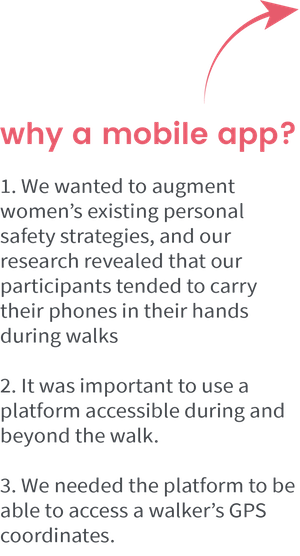 why a mobile app?
1. We wanted to augment
women’s existing personal
safety strategies, and our
research revealed that our
participants tended to carry
their phones in their hands
during walks
2. It was important to use a
platform accessible during and
beyond the walk.
3. We needed the platform to be
able to access a walker’s GPS
coordinates.